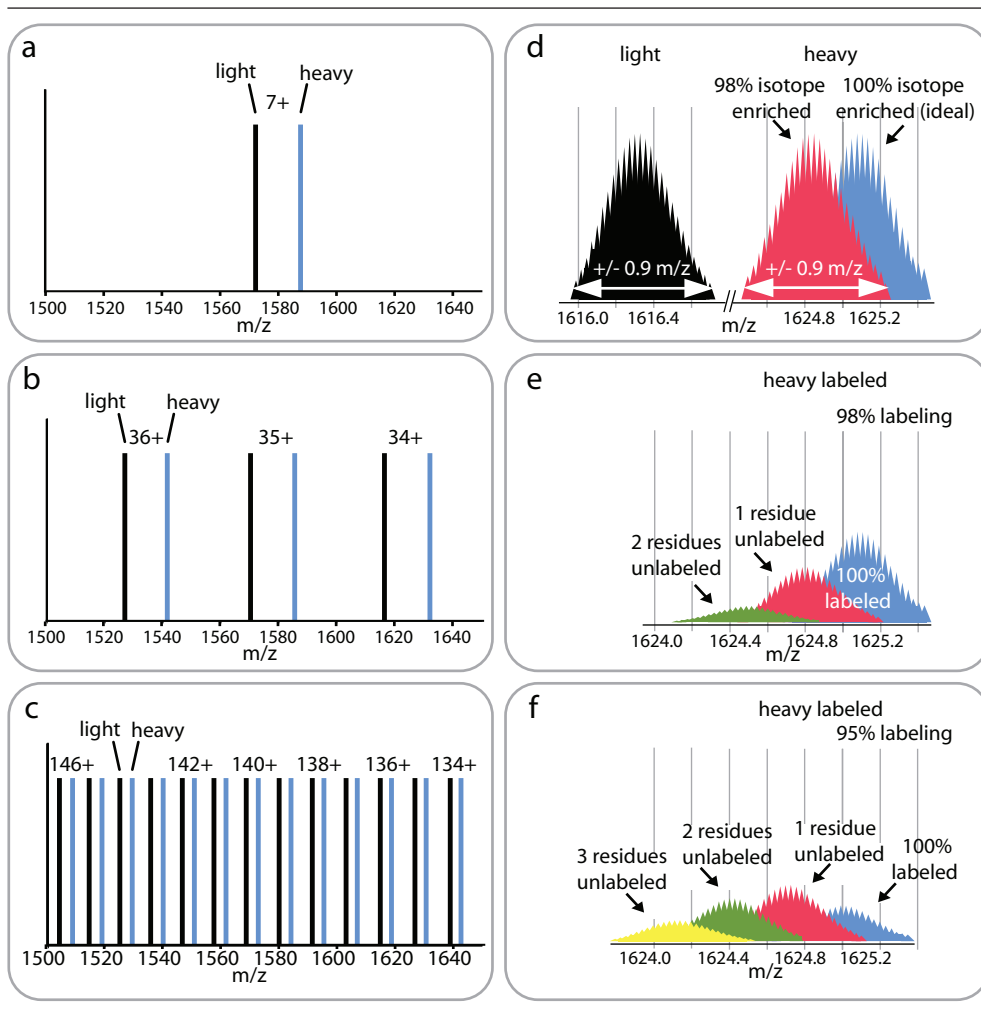 a
light
heavy
7+
1500 1520 1540 1560 1580 1600 1620 1640
m/z
b
light
heavy
36+ 35+ 34+
1500 1520 1540 1560 1580 1600 1620 1640
m/z
c
light heavy
146+ 142+ 140+ 138+ 136+ 134+
1500 1520 1540 1560 1580 1600 1620 1640
m/z
d
light heavy
98% isotope
enriched
100% isotope
enriched (ideal)
+/- 0.9 m/z +/- 0.9 m/z
1616.0 1616.4 1624.8 1625.2
m/z
e
heavy labeled
98% labeling
1 residue
unlabeled
2 residues
unlabeled
100%
labeled
1624.0 1624.4 1624.8 1625.2
m/z
f
heavy labeled
95% labeling
3 residues
unlabeled
2 residues
unlabeled
1 residue
unlabeled
100%
labeled
1624.0 1624.4 1624.8 1625.2
m/z